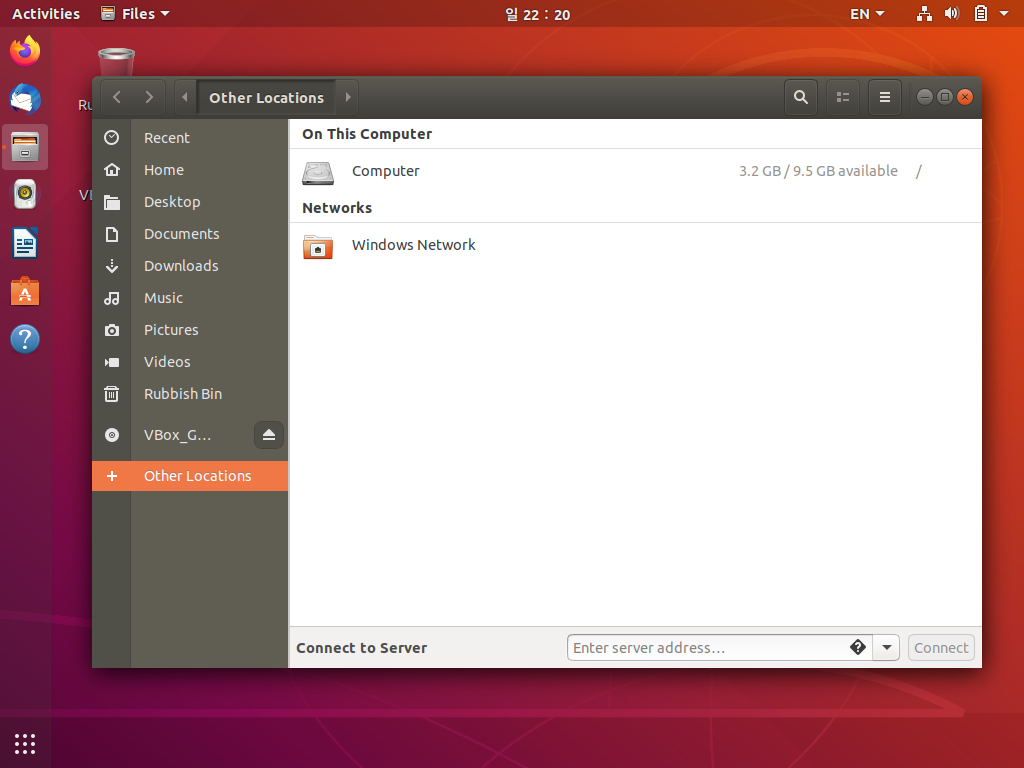 Activities Files 일 22 : 20 EN
Ru
VB
Other Locations
Recent
Home
Desktop
Documents
Downloads
Music
Pictures
Videos
Rubbish Bin
VBox_G…
Other Locations
On This Computer
Computer 3.2 GB / 9.5 GB available /
Networks
Windows Network
Connect to Server Enter server address… Connect